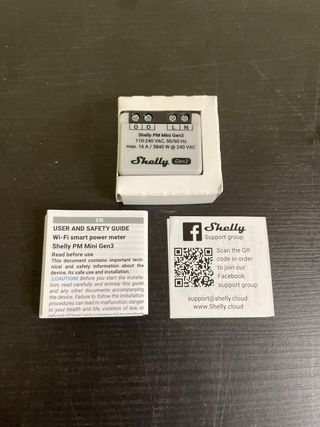 O O L N
Shelly PM Mini Gen3
110-240 VAC, 50/60 Hz
max. 16 A / 3840 W @ 240 VAC
Shelly Gen3
EN
USER AND SAFETY GUIDE
Wi-Fi smart power meter
Shelly PM Mini Gen3
Read before use
This document contains important tech-
nical and safety information about the
device, its safe use and installation.
⚠CAUTION! Before you start the instal-
lation, read carefully and entirely this guide
and any other documents accompanying
the device. Failure to follow the installation
procedures can lead to malfunction, danger
to your health and life, violation of law, or
Shelly
Support group
Scan the QR
code in order
to join our
Facebook
support group
support@shelly.cloud
www.Shelly.cloud